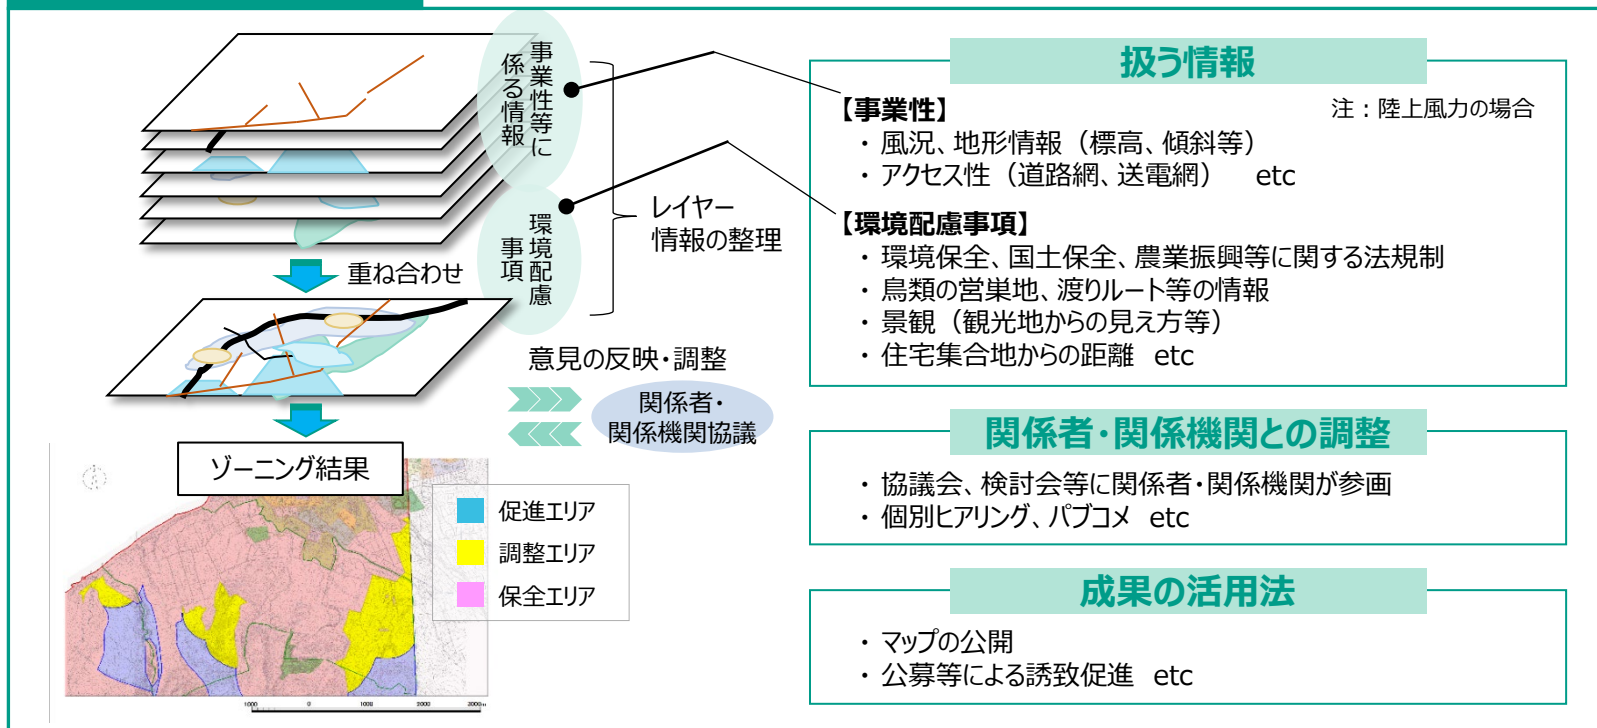 事業性等に
係る情報
環境配慮
事項
レイヤー
情報の整理
重ね合わせ
意見の反映・調整
関係者・
関係機関協議
ゾーニング結果
促進エリア
調整エリア
保全エリア
1000 0 1000 2000 3000m
扱う情報
【事業性】
注：陸上風力の場合
・風況、地形情報（標高、傾斜等）
・アクセス性（道路網、送電網） etc
【環境配慮事項】
・環境保全、国土保全、農業振興等に関する法規制
・鳥類の営巣地、渡りルート等の情報
・景観（観光地からの見え方等）
・住宅集合地からの距離 etc
関係者・関係機関との調整
・協議会、検討会等に関係者・関係機関が参画
・個別ヒアリング、パブコメ etc
成果の活用法
・マップの公開
・公募等による誘致促進 etc